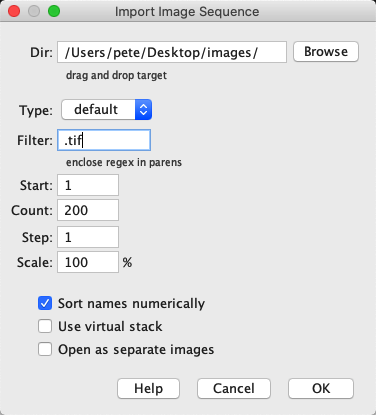 Import Image Sequence
Dir: /Users/pete/Desktop/images/ Browse
drag and drop target
Type: default
Filter: .tif
enclose regex in parens
Start: 1
Count: 200
Step: 1
Scale: 100 %
Sort names numerically
Use virtual stack
Open as separate images
Help Cancel OK